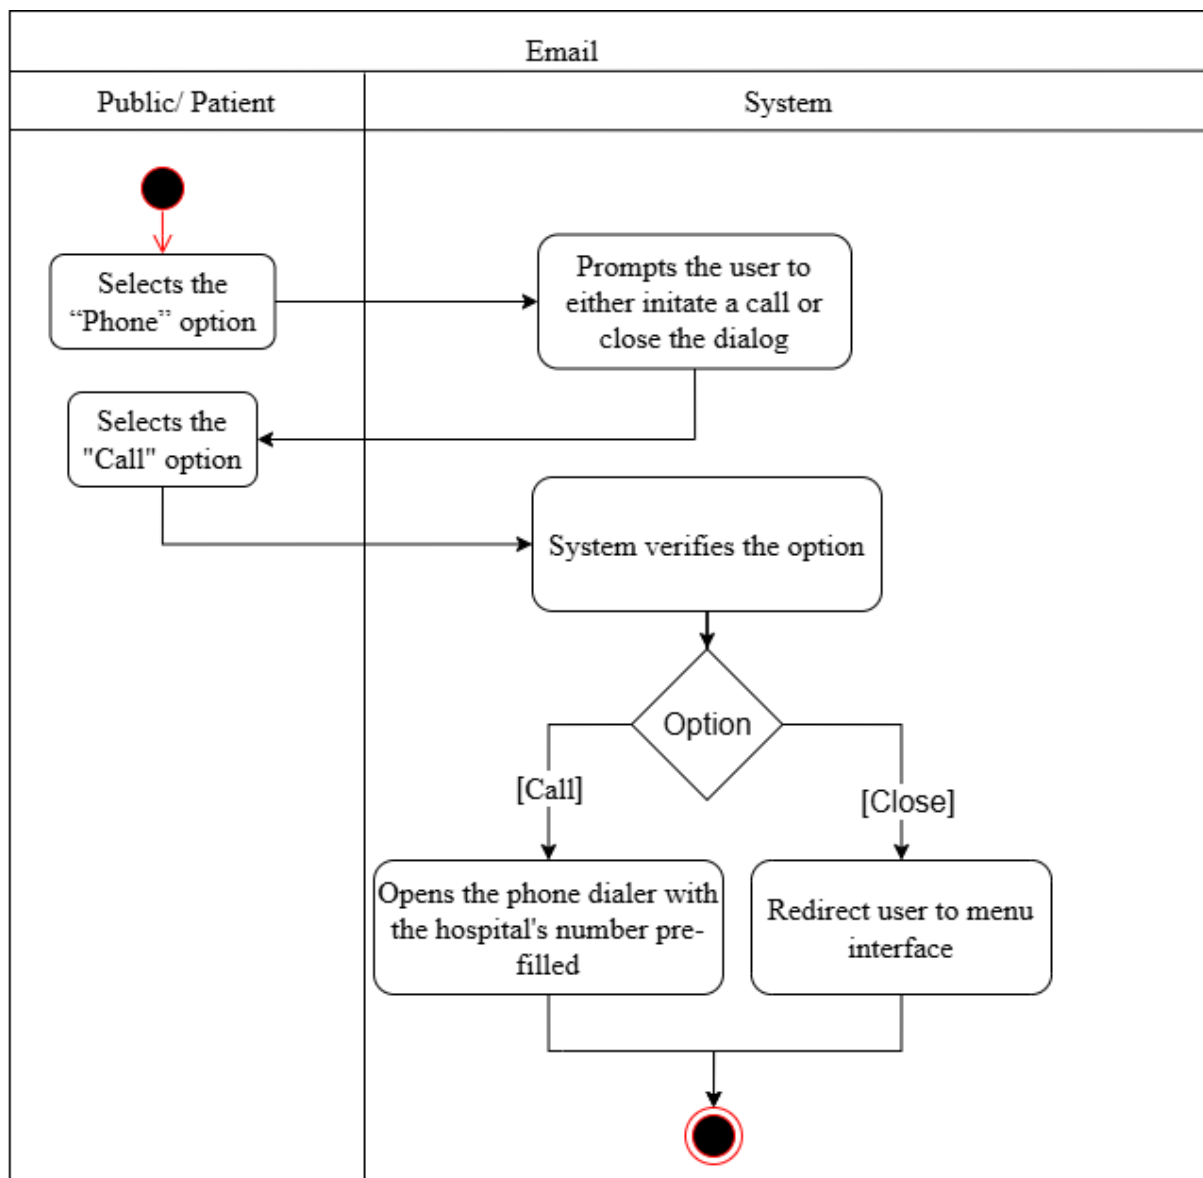 Email
Public/ Patient
System
Selects the
“Phone” option
Prompts the user to
either initate a call or
close the dialog
Selects the
"Call" option
System verifies the option
Option
[Call]
[Close]
Opens the phone dialer with
the hospital's number pre-
filled
Redirect user to menu
interface